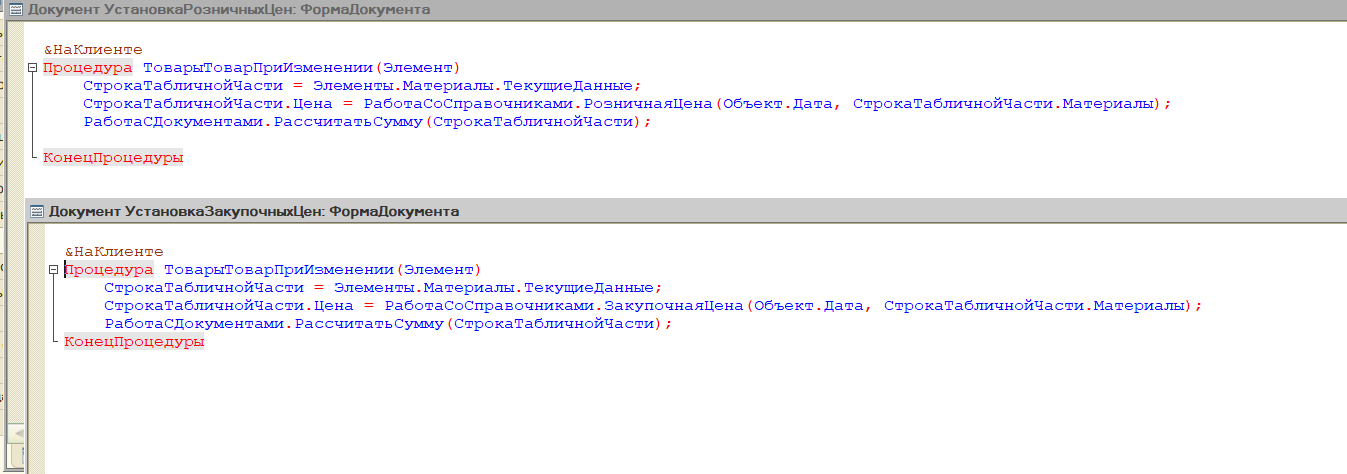 Документ УстановкаРозничныхЦен: ФормаДокумента
&НаКлиенте
Процедура ТоварыТоварПриИзменении(Элемент)
СтрокаТабличнойЧасти = Элементы.Материалы.ТекущиеДанные;
СтрокаТабличнойЧасти.Цена = РаботаСоСправочниками.РозничнаяЦена(Объект.Дата, СтрокаТабличнойЧасти.Материалы);
РаботаСДокументами.РассчитатьСумму(СтрокаТабличнойЧасти);
КонецПроцедуры
Документ УстановкаЗакупочныхЦен: ФормаДокумента
&НаКлиенте
Процедура ТоварыТоварПриИзменении(Элемент)
СтрокаТабличнойЧасти = Элементы.Материалы.ТекущиеДанные;
СтрокаТабличнойЧасти.Цена = РаботаСоСправочниками.ЗакупочнаяЦена(Объект.Дата, СтрокаТабличнойЧасти.Материалы);
РаботаСДокументами.РассчитатьСумму(СтрокаТабличнойЧасти);
КонецПроцедуры